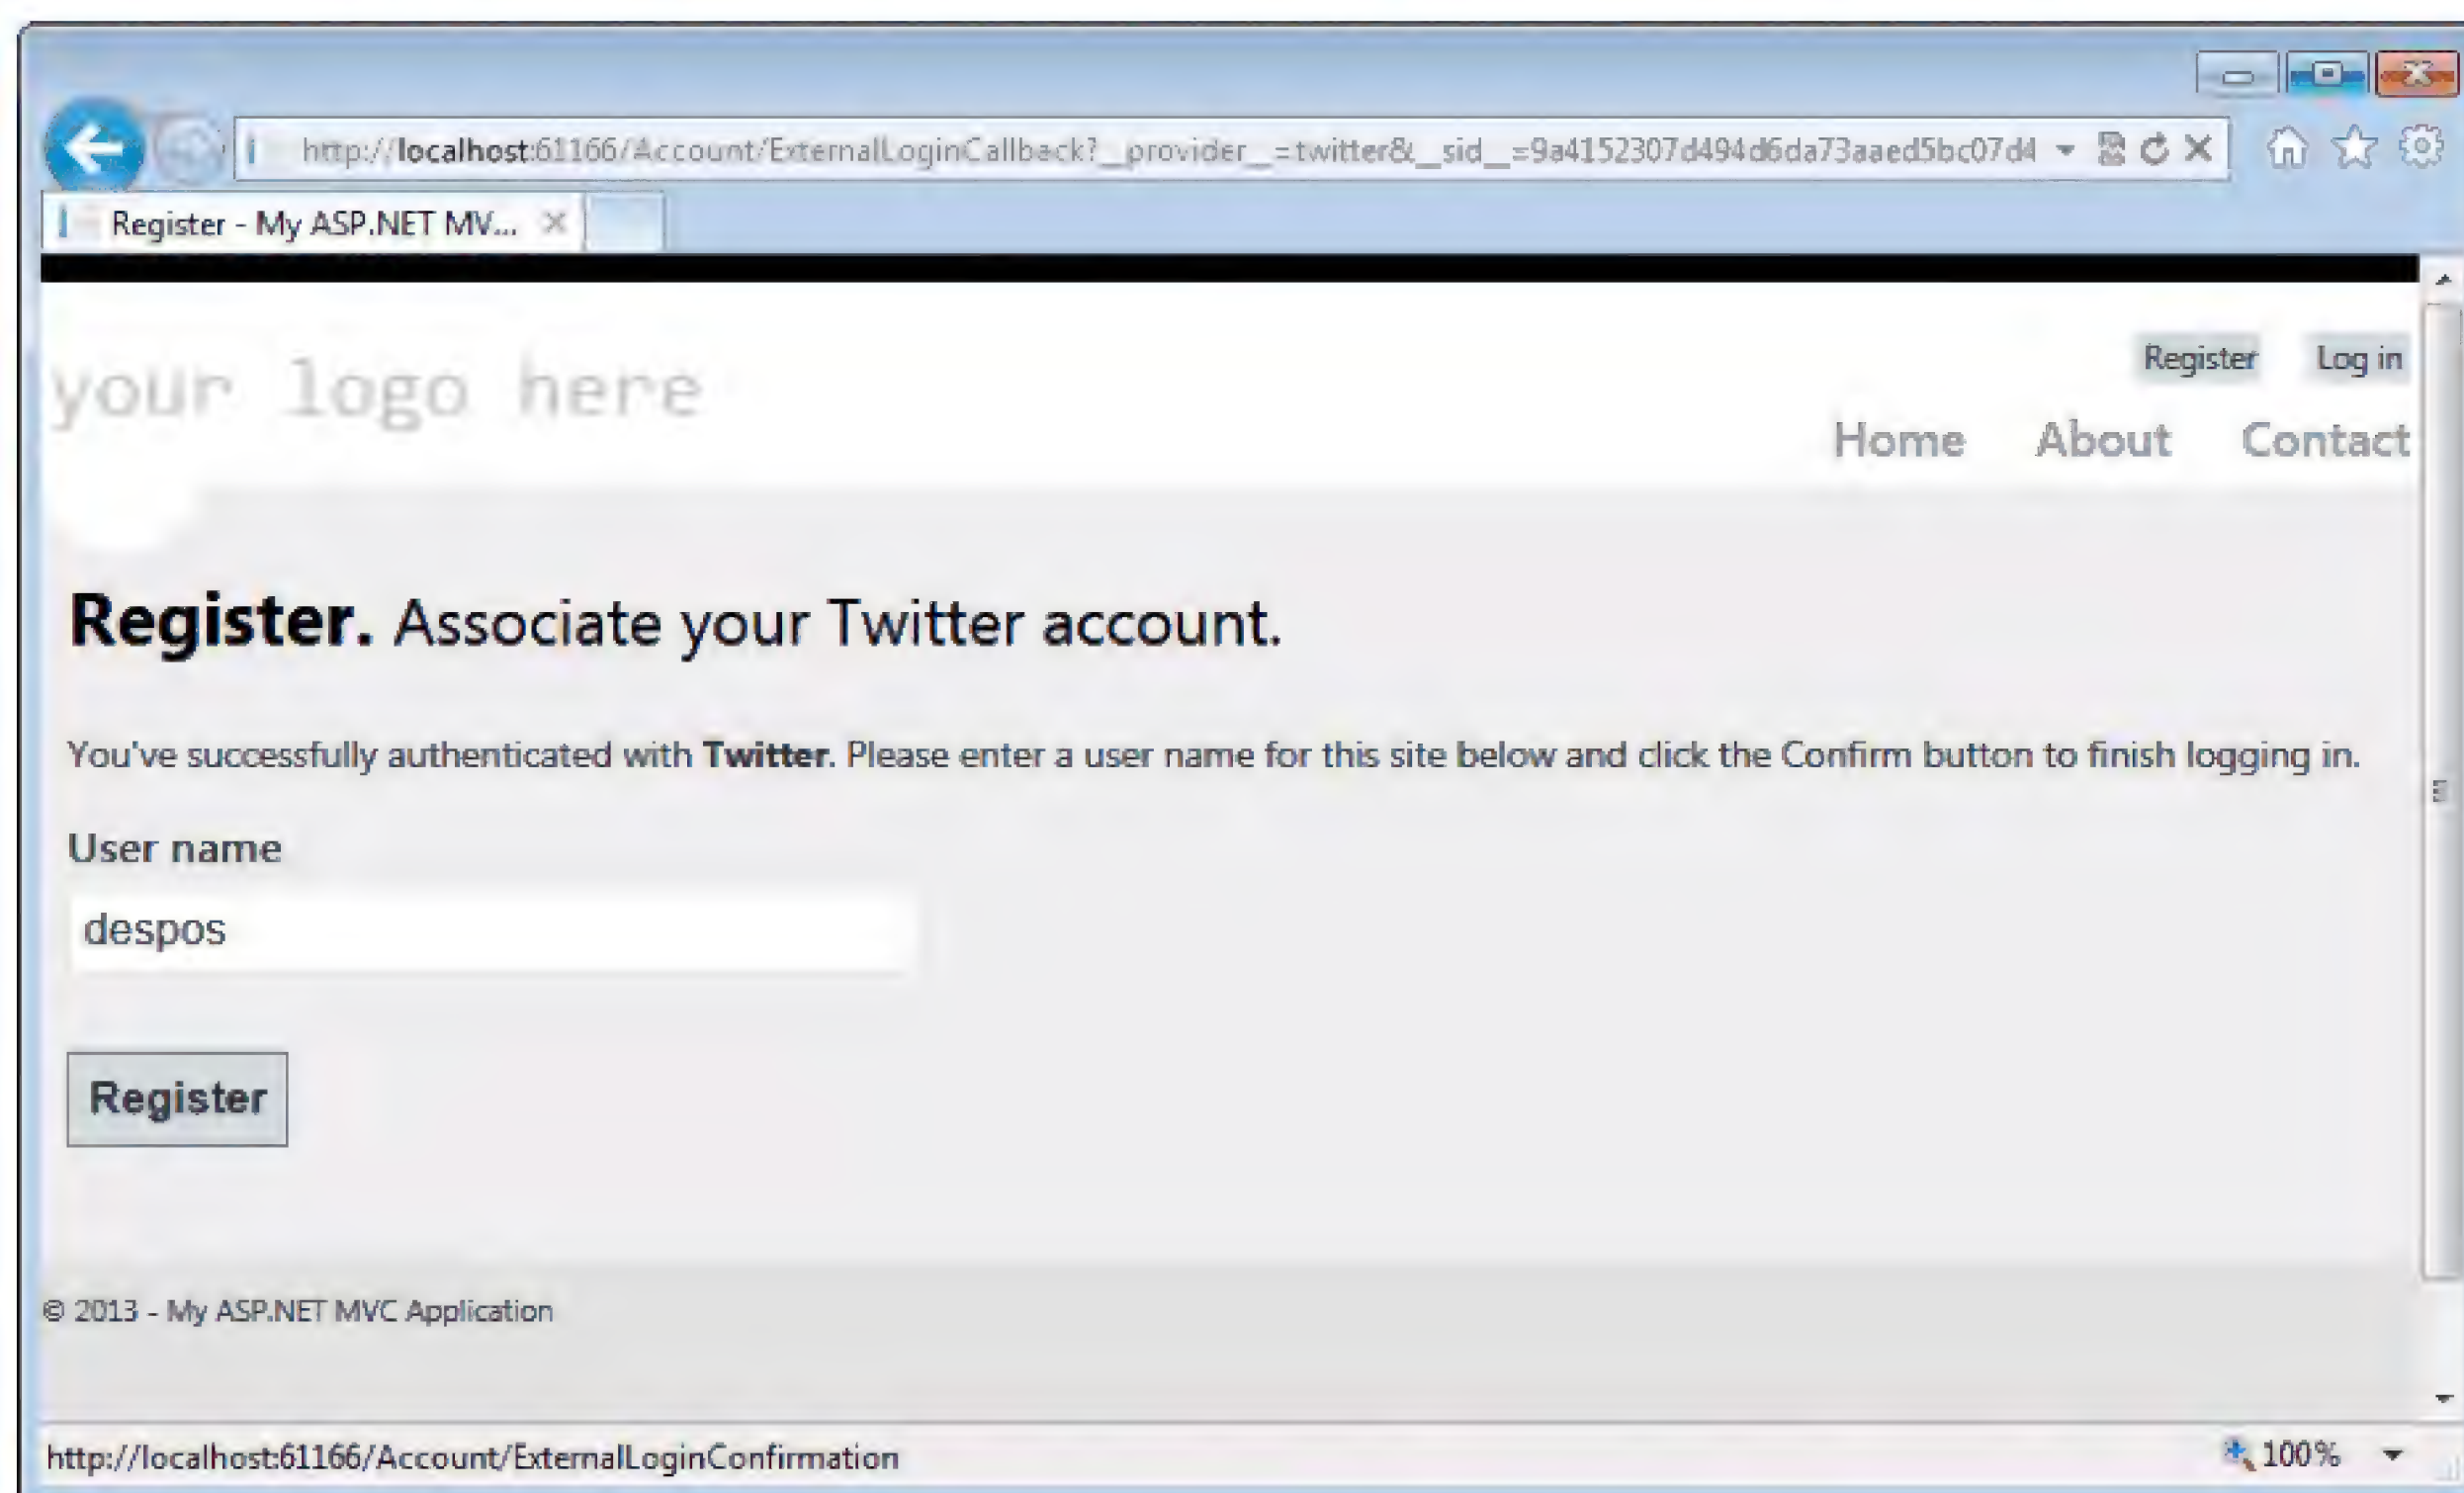 http://localhost:61166/Account/ExternalLoginCallback?__provider__=twitter&__sid__=9a4152307d494d6da73aaed5bc07d4
Register - My ASP.NET MV...
Register Log in
your logo here
Home About Contact
Register. Associate your Twitter account.
You've successfully authenticated with Twitter. Please enter a user name for this site below and click the Confirm button to finish logging in.
User name
despos
Register
© 2013 - My ASP.NET MVC Application
http://localhost:61166/Account/ExternalLoginConfirmation
100%